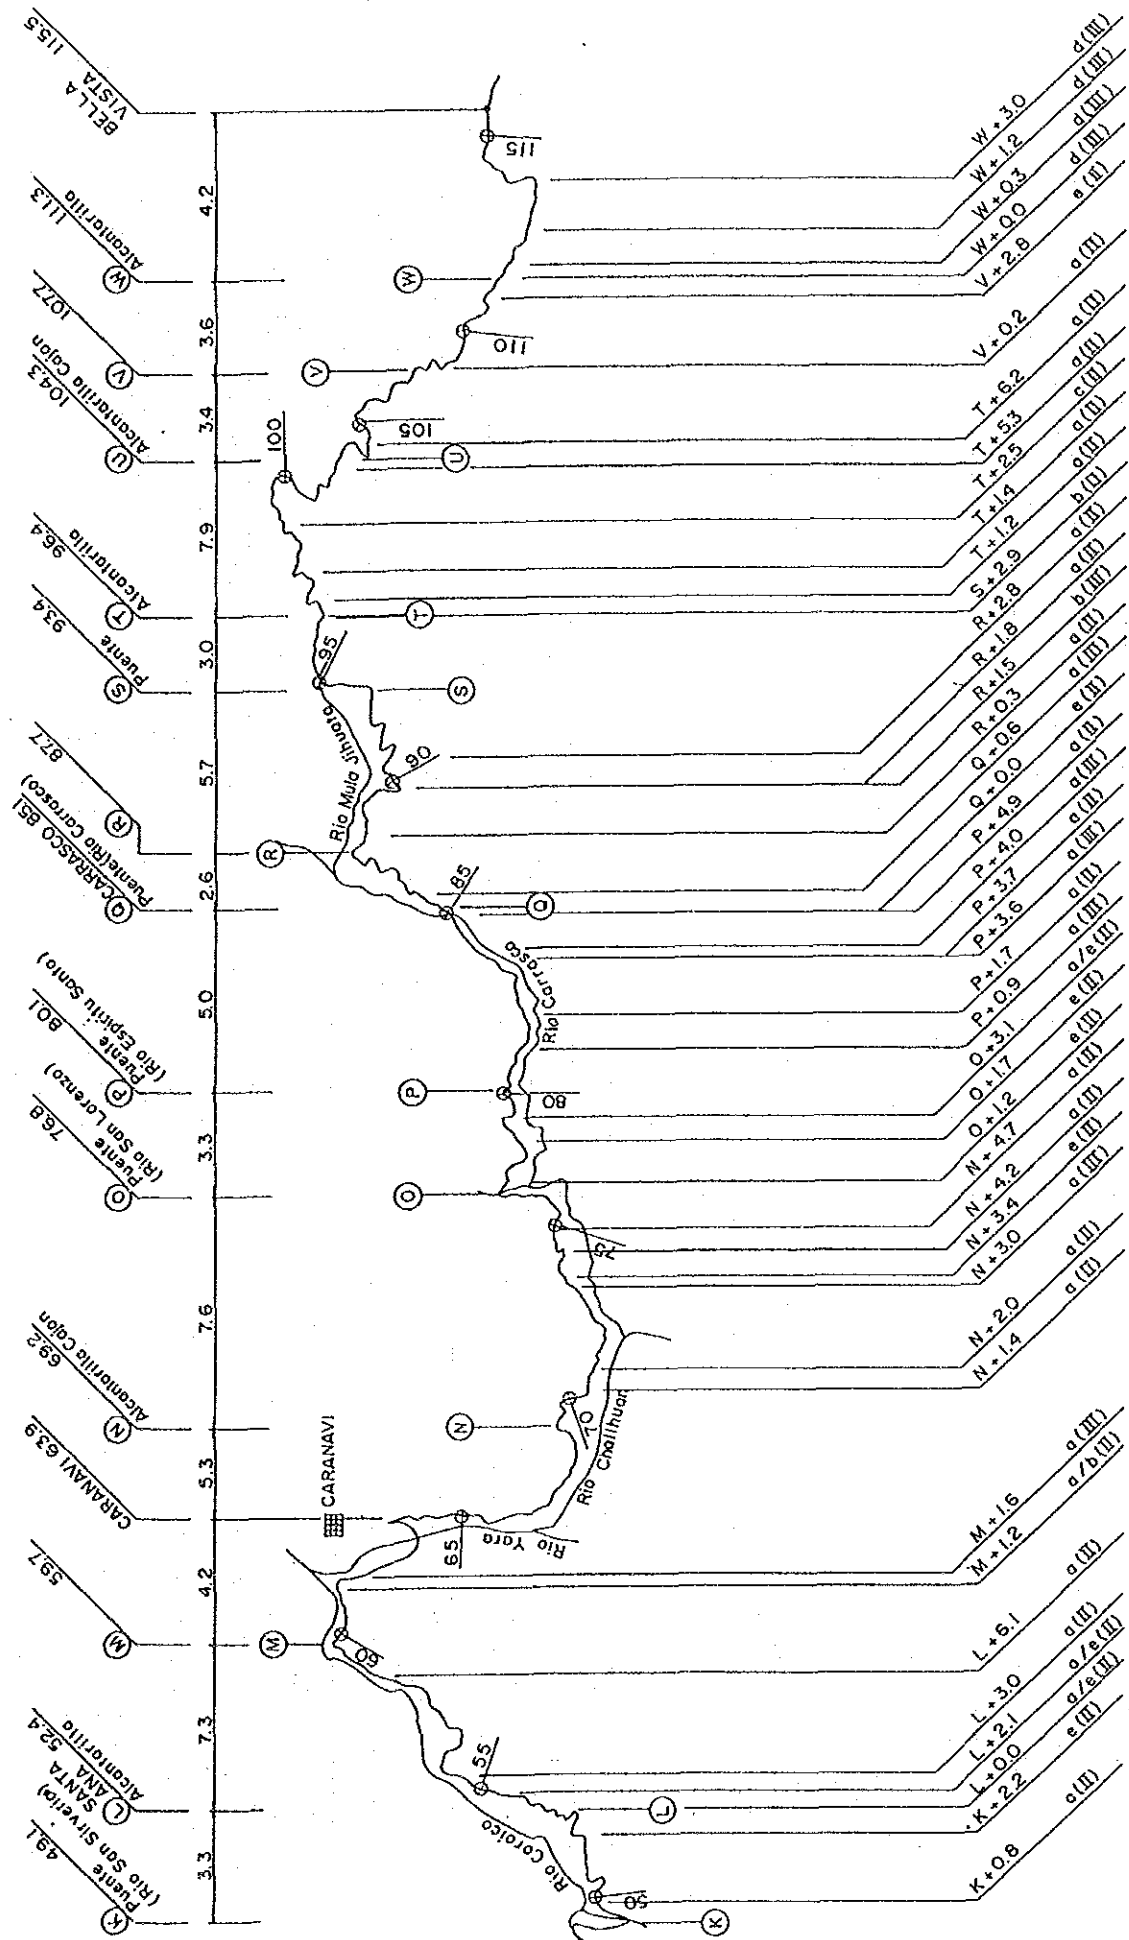 BELLA
VISTA
115.5
W Alcantarilla
111.3
V
107.7
U Alcantarilla Cajon
104.3
T Alcantarilla
96.4
S Puente
93.4
R
87.7
Q CARRASCO 85.1
Puente (Rio Carrasco)
P Puente
(Rio Espiritu Santo)
80.1
O Puente
(Rio San Lorenzo)
76.8
N Alcantarilla Cajon
69.2
CARANAVI 63.9
M
59.7
L SANTA
ANA
Alcantarilla
52.4
K Puente
(Rio San Silverio)
49.1
4.2
3.6
3.4
7.9
3.0
5.7
2.6
5.0
3.3
7.6
5.3
4.2
7.3
3.3
115
W
110
V
105
U
100
T
95
S
Rio Mula Jihuata
90
R
85
Q
Rio Carrasco
P
80
O
75
N
70
Rio Challhuan
CARANAVI
65
Rio Yara
M
60
55
L
Rio Coroico
50
K
W + 3.0 d (III)
W + 1.2 d (III)
W + 0.3 d (III)
W + 0.0 d (III)
V + 2.8 e (II)
V + 0.2 a (II)
T + 6.2 a (II)
T + 5.3 a (II)
T + 2.5 c (II)
T + 1.4 a (II)
T + 1.2 a (II)
S + 2.9 b (II)
R + 2.8 a (II)
R + 1.8 a (II)
R + 1.5 b (III)
R + 0.3 a (II)
Q + 0.6 a (III)
Q + 0.0 e (II)
P + 4.9 a (II)
P + 4.0 a (III)
P + 3.7 a (II)
P + 3.6 a (III)
P + 1.7 a (II)
P + 0.9 a (III)
O + 3.1 a/e (II)
O + 1.7 e (II)
O + 1.2 e (II)
N + 4.7 a (II)
N + 4.2 a (II)
N + 3.4 e (II)
N + 3.0 a (III)
N + 2.0 a (II)
N + 1.4 a (II)
M + 1.6 a (III)
M + 1.2 a/b (II)
L + 6.1 a (II)
L + 3.0 a (II)
L + 2.1 a/e (II)
L + 0.0 a/e (II)
K + 2.2 e (II)
K + 0.8 c (II)